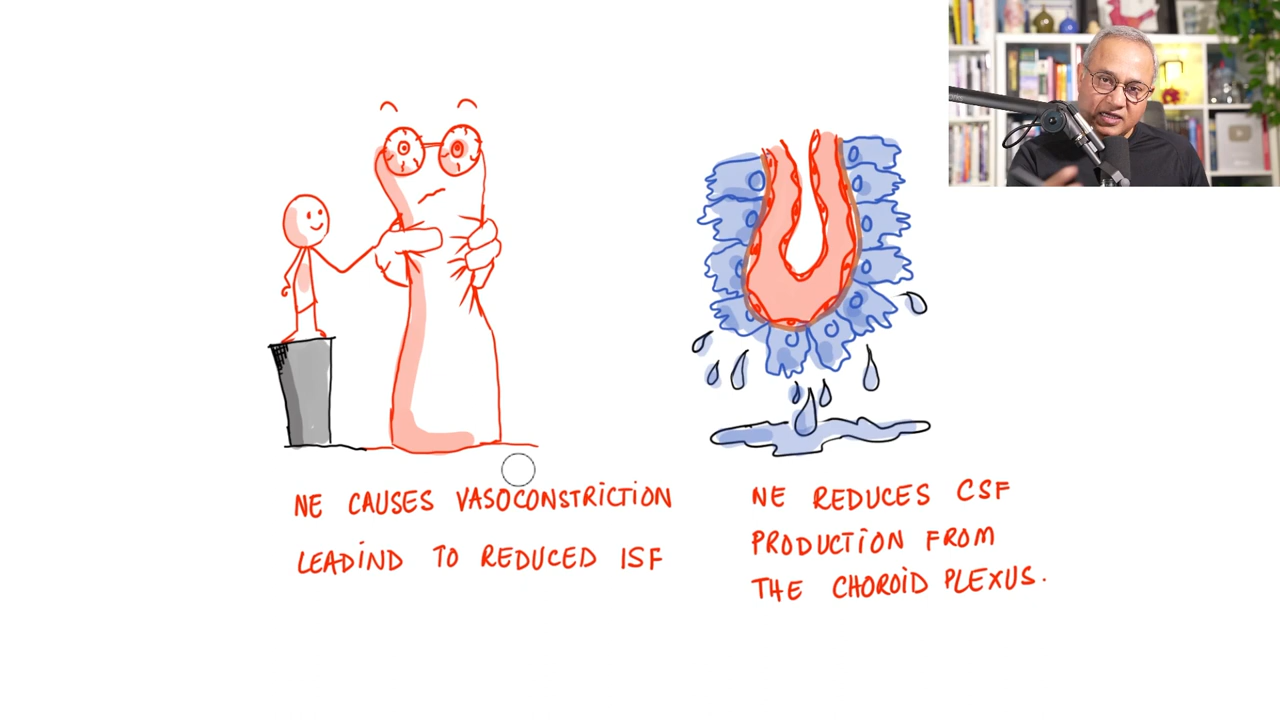 NE CAUSES VASOCONSTRICTION
LEADIND TO REDUCED ISF
NE REDUCES CSF
PRODUCTION FROM
THE CHOROID PLEXUS.